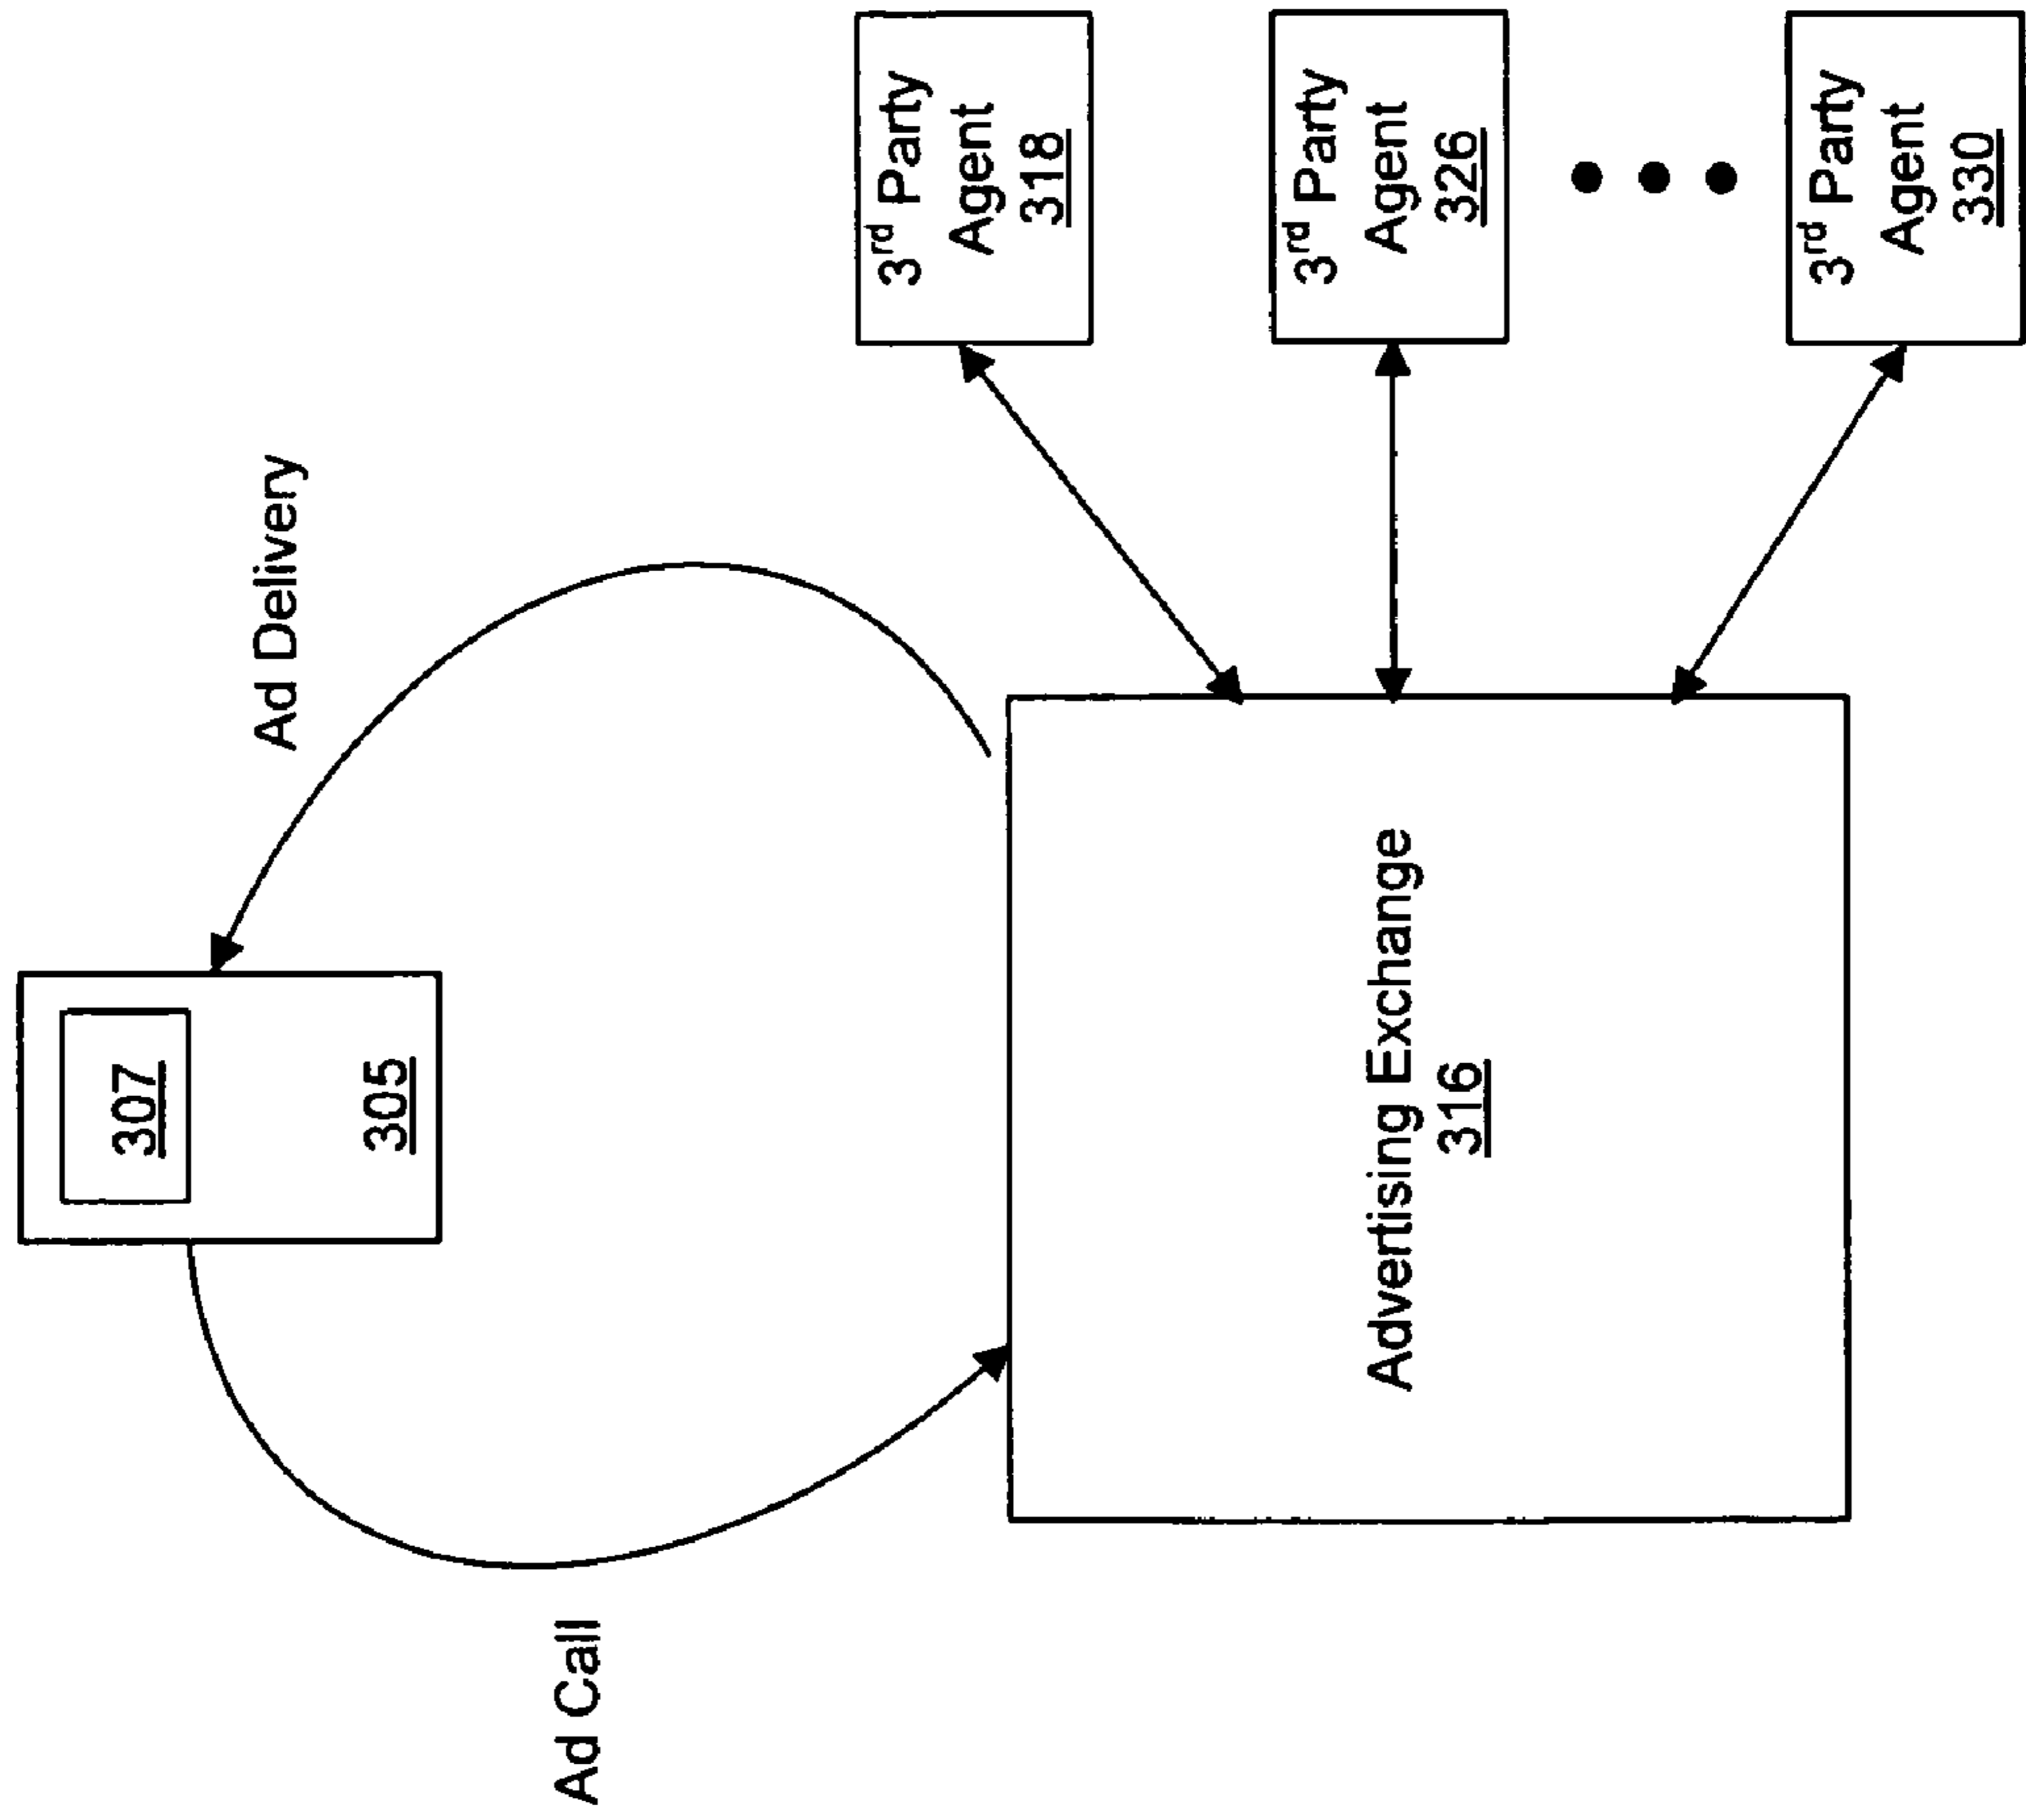 Ad Call
Ad Delivery
307
305
Advertising Exchange
316
3rd Party
Agent
318
3rd Party
Agent
326
3rd Party
Agent
330